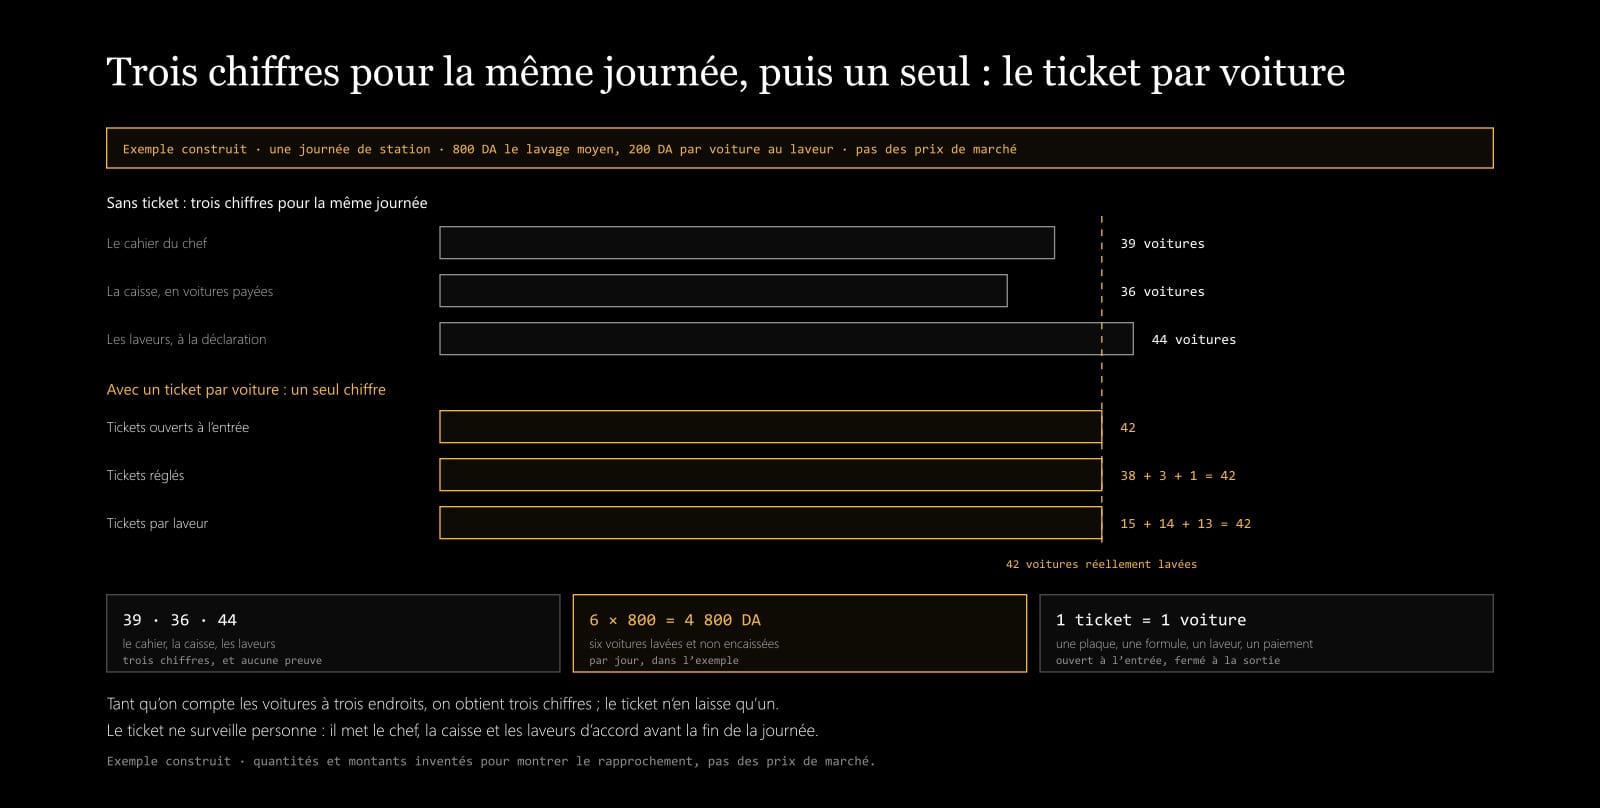 Trois chiffres pour la même journée, puis un seul : le ticket par voiture
Exemple construit · une journée de station · 800 DA le lavage moyen, 200 DA par voiture au laveur · pas des prix de marché
Sans ticket : trois chiffres pour la même journée
Le cahier du chef
39 voitures
La caisse, en voitures payées
36 voitures
Les laveurs, à la déclaration
44 voitures
Avec un ticket par voiture : un seul chiffre
Tickets ouverts à l’entrée
42
Tickets réglés
38 + 3 + 1 = 42
Tickets par laveur
15 + 14 + 13 = 42
42 voitures réellement lavées
39 · 36 · 44
le cahier, la caisse, les laveurs
trois chiffres, et aucune preuve
6 × 800 = 4 800 DA
six voitures lavées et non encaissées
par jour, dans l’exemple
1 ticket = 1 voiture
une plaque, une formule, un laveur, un paiement
ouvert à l’entrée, fermé à la sortie
Tant qu’on compte les voitures à trois endroits, on obtient trois chiffres ; le ticket n’en laisse qu’un.
Le ticket ne surveille personne : il met le chef, la caisse et les laveurs d’accord avant la fin de la journée.
Exemple construit · quantités et montants inventés pour montrer le rapprochement, pas des prix de marché.